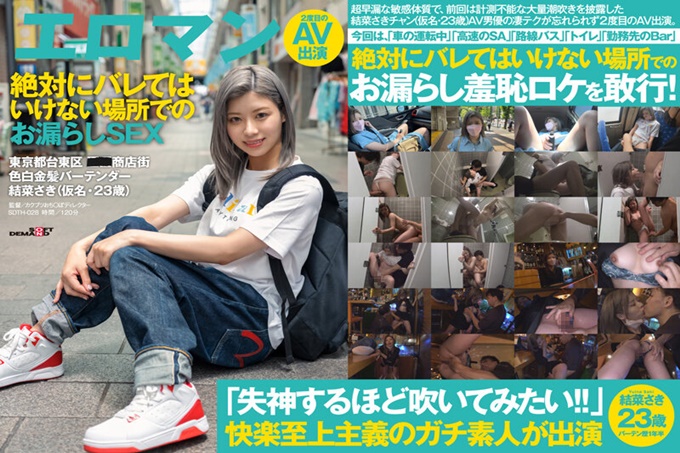 エロマン
2度目の
AV
出演
絶対にバレては
いけない場所での
お漏らしSEX
東京都台東区 商店街
色白金髪バーテンダー
結菜さき(仮名・23歳)
SOFT
DEMAND
超早漏な敏感体質で、前回は計測不能な大量潮吹きを披露した
結菜さきチャン(仮名・23歳)AV男優の凄テクが忘れられず2度目のAV出演。
今回は、「車の運転中」「高速のSA」「路線バス」「トイレ」「勤務先のBar」
絶対にバレてはいけない場所での
お漏らし羞恥ロケを敢行!
「失神するほど吹いてみたい!!」
快楽至上主義のガチ素人が出演
結菜さき
23歳
バーテン歴1年半